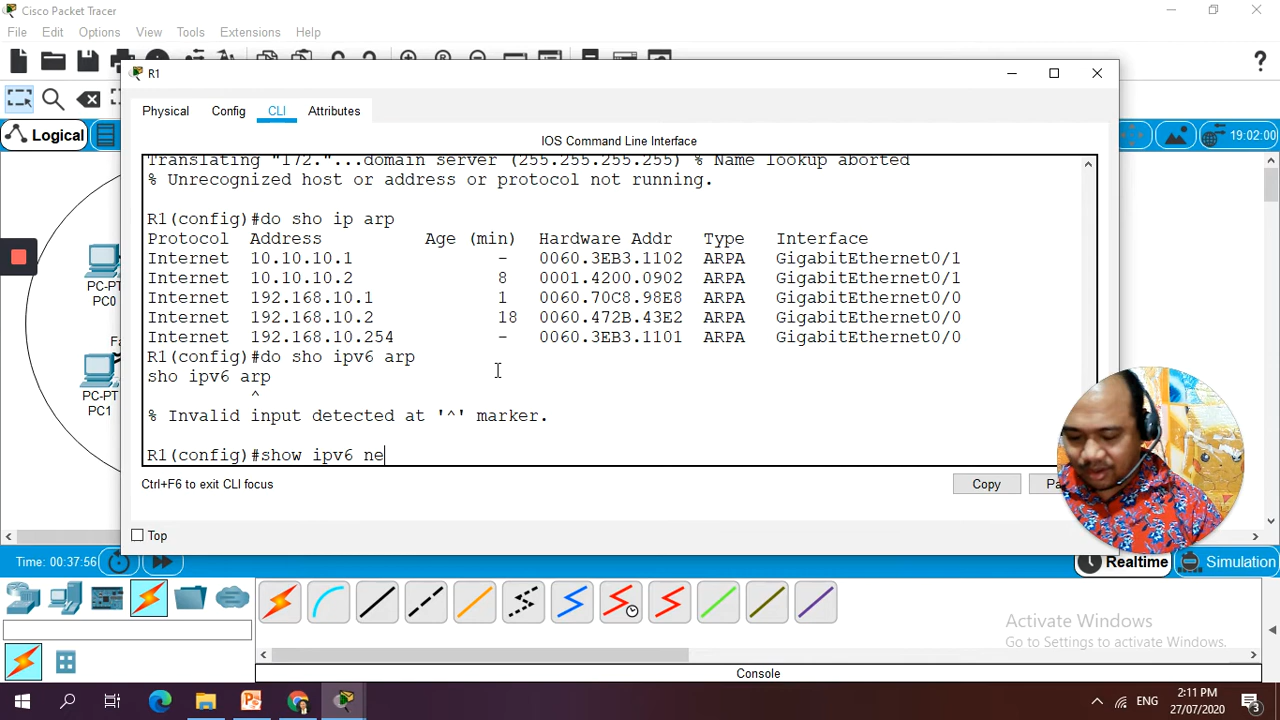 Cisco Packet Tracer
File Edit Options View Tools Extensions Help
R1
Physical Config CLI Attributes
Logical
19:02:00
IOS Command Line Interface
Translating "172."...domain server (255.255.255.255) % Name lookup aborted
% Unrecognized host or address or protocol not running.
R1(config)#do sho ip arp
Protocol Address Age (min) Hardware Addr Type Interface
Internet 10.10.10.1 - 0060.3EB3.1102 ARPA GigabitEthernet0/1
Internet 10.10.10.2 8 0001.4200.0902 ARPA GigabitEthernet0/1
Internet 192.168.10.1 1 0060.70C8.98E8 ARPA GigabitEthernet0/0
Internet 192.168.10.2 18 0060.472B.43E2 ARPA GigabitEthernet0/0
Internet 192.168.10.254 - 0060.3EB3.1101 ARPA GigabitEthernet0/0
R1(config)#do sho ipv6 arp
sho ipv6 arp
^
% Invalid input detected at '^' marker.
R1(config)#show ipv6 ne
PC-PT
PC0
PC-PT
PC1
Ctrl+F6 to exit CLI focus
Copy
Top
Time: 00:37:56
Realtime
Simulation
Activate Windows
Go to Settings to activate Windows.
Console
ENG
2:11 PM
27/07/2020
3